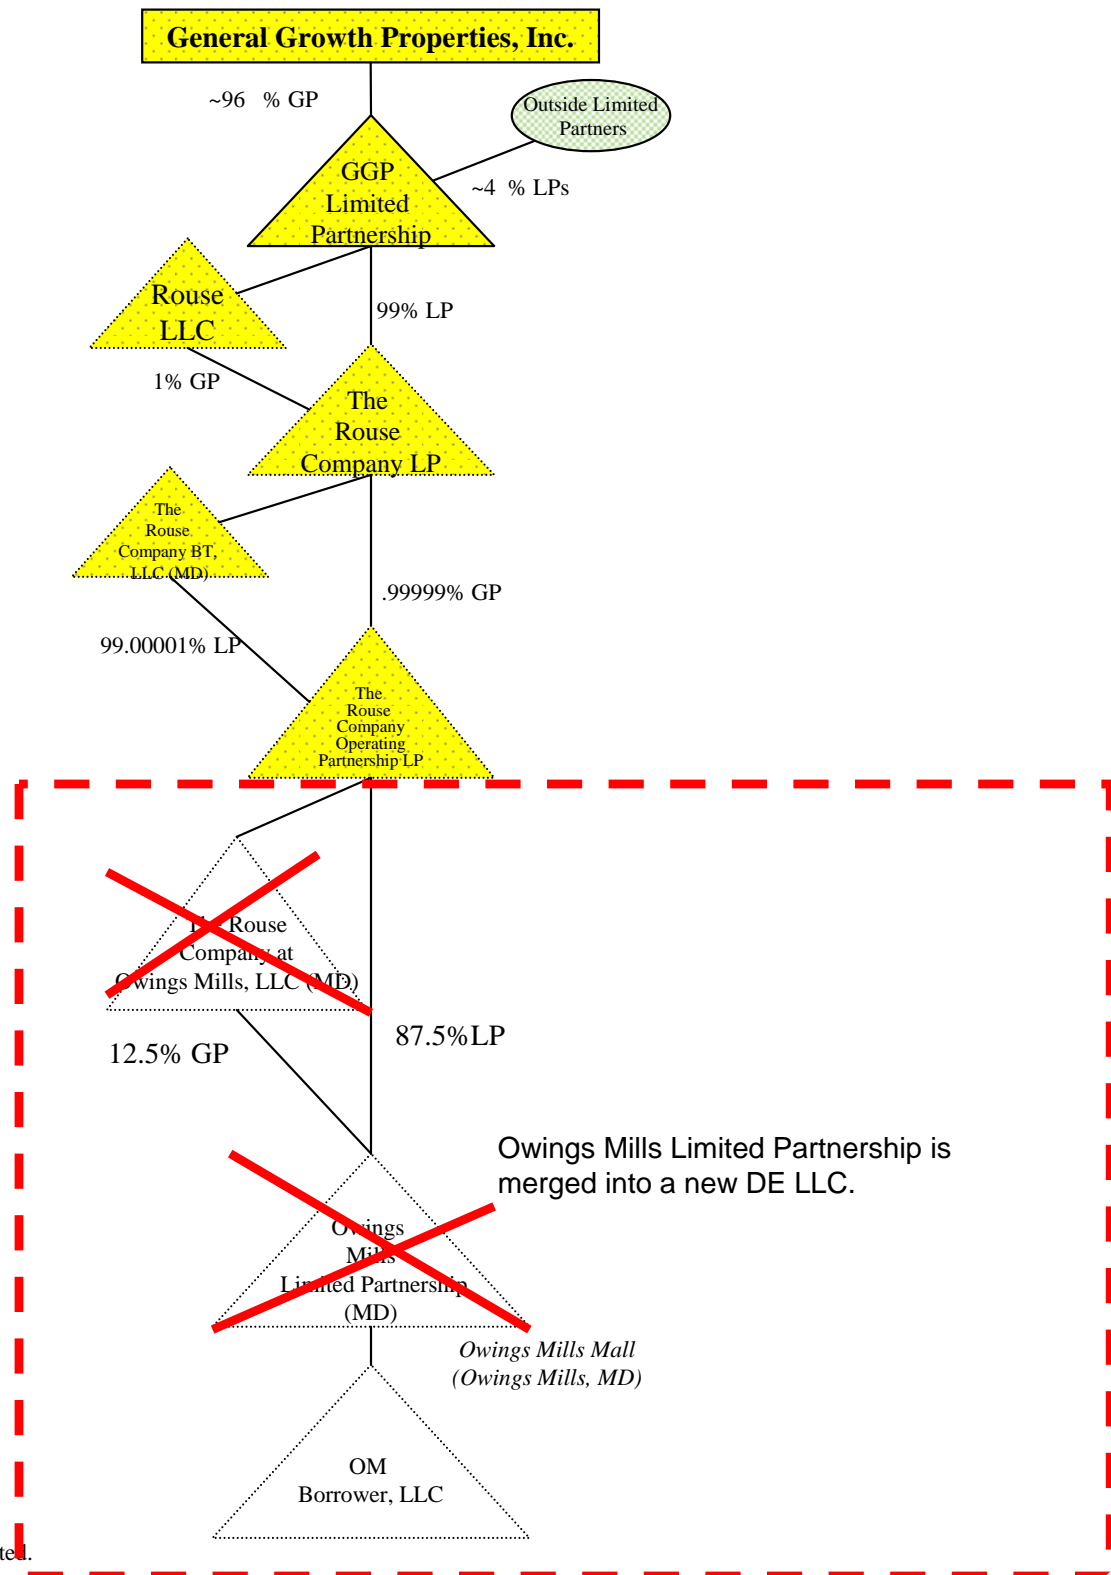 General Growth Properties, Inc.
~96 % GP
Outside Limited
Partners
GGP
Limited
Partnership
~4 % LPs
Rouse
LLC
99% LP
1% GP
The
Rouse
Company LP
The
Rouse
Company BT,
LLC (MD)
.99999% GP
99.00001% LP
The
Rouse
Company
Operating
Partnership LP
The Rouse
Company at
Owings Mills, LLC (MD)
12.5% GP
87.5%LP
Owings Mills Limited Partnership is
merged into a new DE LLC.
Owings
Mills
Limited Partnership
(MD)
Owings Mills Mall
(Owings Mills, MD)
OM
Borrower, LLC